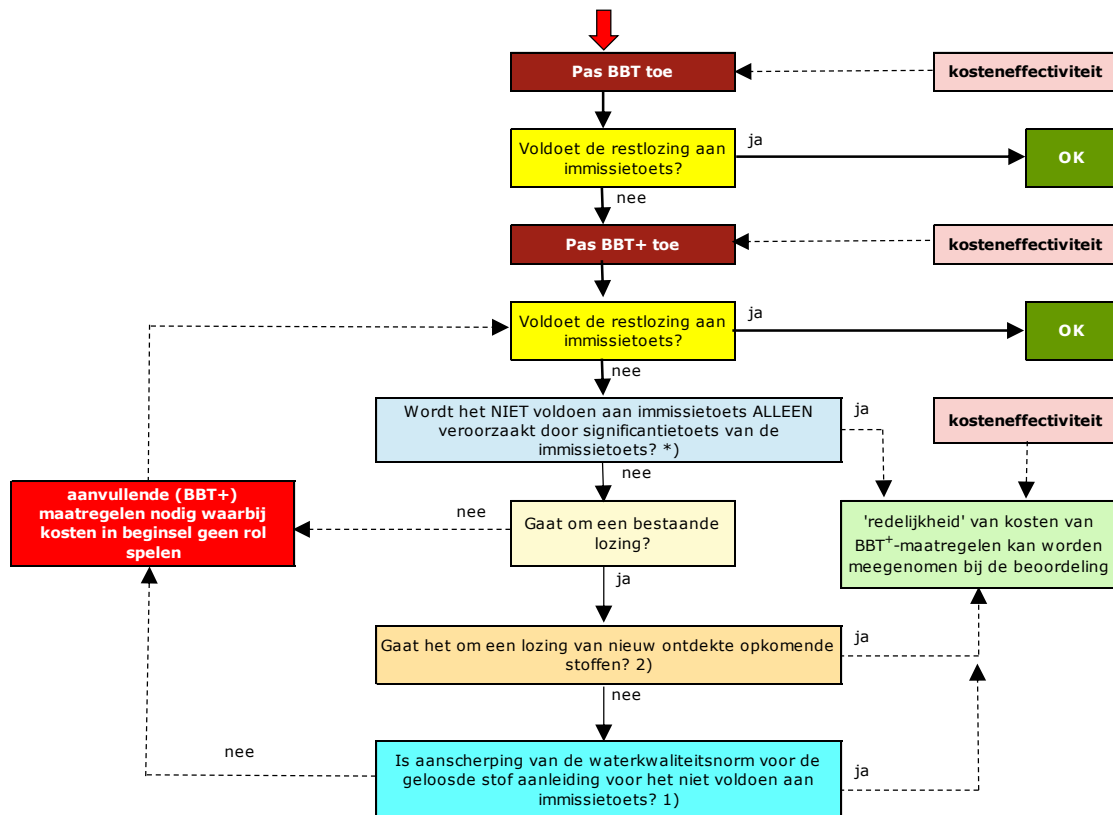 Pas BBT toe
kosteneffectiviteit
Voldoet de restlozing aan
immissietoets?
ja
OK
nee
Pas BBT+ toe
kosteneffectiviteit
Voldoet de restlozing aan
immissietoets?
ja
OK
nee
Wordt het NIET voldoen aan immissietoets ALLEEN
veroorzaakt door significantietoets van de
immissietoets? *)
ja
kosteneffectiviteit
nee
aanvullende (BBT+)
maatregelen nodig waarbij
kosten in beginsel geen rol
spelen
nee
Gaat om een bestaande
lozing?
'redelijkheid' van kosten van
BBT+-maatregelen kan worden
meegenomen bij de beoordeling
ja
Gaat het om een lozing van nieuw ontdekte opkomende
stoffen? 2)
ja
nee
nee
Is aanscherping van de waterkwaliteitsnorm voor de
geloosde stof aanleiding voor het niet voldoen aan
immissietoets? 1)
ja